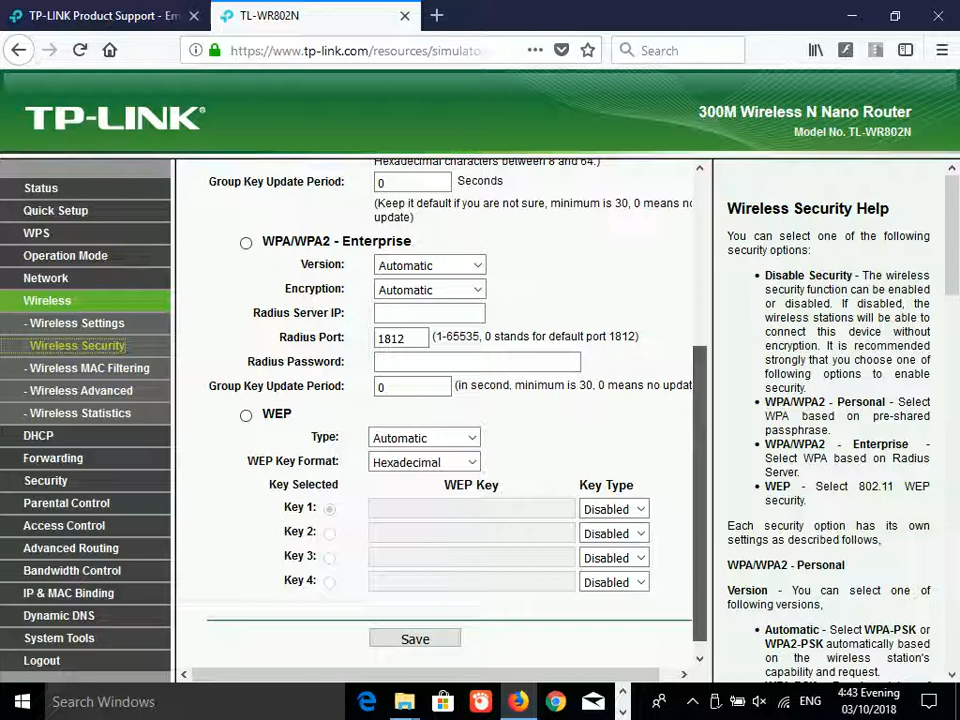 TP-LINK Product Support - Em
TL-WR802N
https://www.tp-link.com/resources/simulato
Search
TP-LINK®
300M Wireless N Nano Router
Model No. TL-WR802N
Status
Quick Setup
WPS
Operation Mode
Network
Wireless
- Wireless Settings
- Wireless Security
- Wireless MAC Filtering
- Wireless Advanced
- Wireless Statistics
DHCP
Forwarding
Security
Parental Control
Access Control
Advanced Routing
Bandwidth Control
IP & MAC Binding
Dynamic DNS
System Tools
Logout
Hexadecimal characters between 8 and 64.)
Group Key Update Period: 0 Seconds
(Keep it default if you are not sure, minimum is 30, 0 means no
update)
WPA/WPA2 - Enterprise
Version: Automatic
Encryption: Automatic
Radius Server IP:
Radius Port: 1812 (1-65535, 0 stands for default port 1812)
Radius Password:
Group Key Update Period: 0 (in second, minimum is 30, 0 means no updat
WEP
Type: Automatic
WEP Key Format: Hexadecimal
Key Selected WEP Key Key Type
Key 1: Disabled
Key 2: Disabled
Key 3: Disabled
Key 4: Disabled
Save
Wireless Security Help
You can select one of the following
security options:
• Disable Security - The wireless
security function can be enabled
or disabled. If disabled, the
wireless stations will be able to
connect this device without
encryption. It is recommended
strongly that you choose one of
following options to enable
security.
• WPA/WPA2 - Personal - Select
WPA based on pre-shared
passphrase.
• WPA/WPA2 - Enterprise -
Select WPA based on Radius
Server.
• WEP - Select 802.11 WEP
security.
Each security option has its own
settings as described follows,
WPA/WPA2 - Personal
Version - You can select one of
following versions,
• Automatic - Select WPA-PSK or
WPA2-PSK automatically based
on the wireless station's
capability and request.
Search Windows
ENG
4:43 Evening
03/10/2018